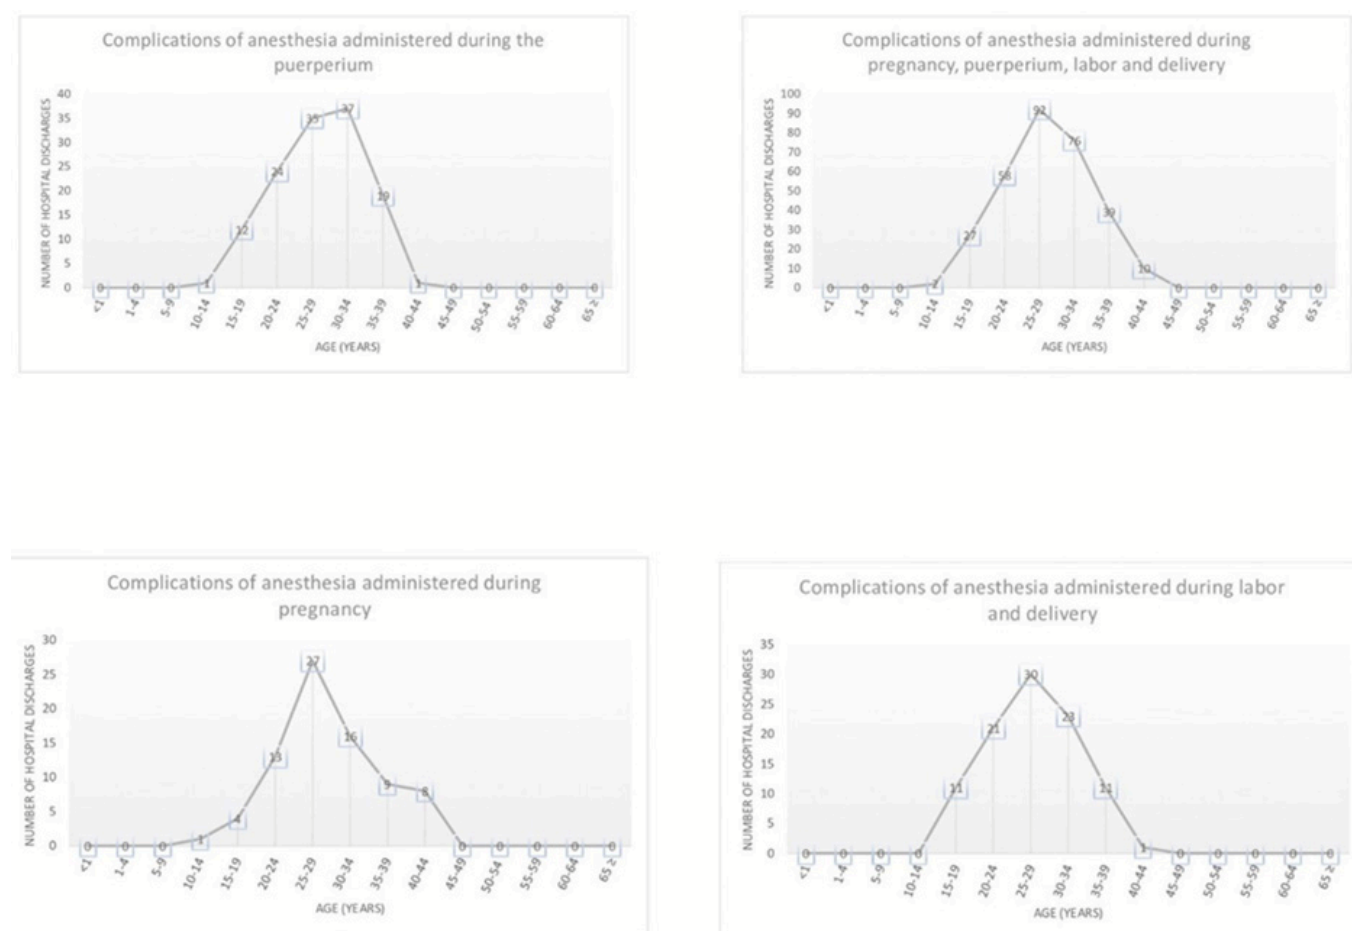 Complications of anesthesia administered during the
puerperium
NUMBER OF HOSPITAL DISCHARGES
40
35
30
25
20
15
10
5
0
0 0 0 1 12 24 35 37 19 1 0 0 0 0 0
<1 1-4 5-9 10-14 15-19 20-24 25-29 30-34 35-39 40-44 45-49 50-54 55-59 60-64 65 ≥
AGE (YEARS)
Complications of anesthesia administered during
pregnancy, puerperium, labor and delivery
NUMBER OF HOSPITAL DISCHARGES
100
90
80
70
60
50
40
30
20
10
0
0 0 0 2 27 58 92 76 39 10 0 0 0 0 0
<1 1-4 5-9 10-14 15-19 20-24 25-29 30-34 35-39 40-44 45-49 50-54 55-59 60-64 65 ≥
AGE (YEARS)
Complications of anesthesia administered during
pregnancy
NUMBER OF HOSPITAL DISCHARGES
30
25
20
15
10
5
0
0 0 0 1 4 13 27 16 9 8 0 0 0 0 0
<1 1-4 5-9 10-14 15-19 20-24 25-29 30-34 35-39 40-44 45-49 50-54 55-59 60-64 65 ≥
AGE (YEARS)
Complications of anesthesia administered during labor
and delivery
NUMBER OF HOSPITAL DISCHARGES
35
30
25
20
15
10
5
0
0 0 0 0 11 21 30 23 11 1 0 0 0 0 0
<1 1-4 5-9 10-14 15-19 20-24 25-29 30-34 35-39 40-44 45-49 50-54 55-59 60-64 65 ≥
AGE (YEARS)